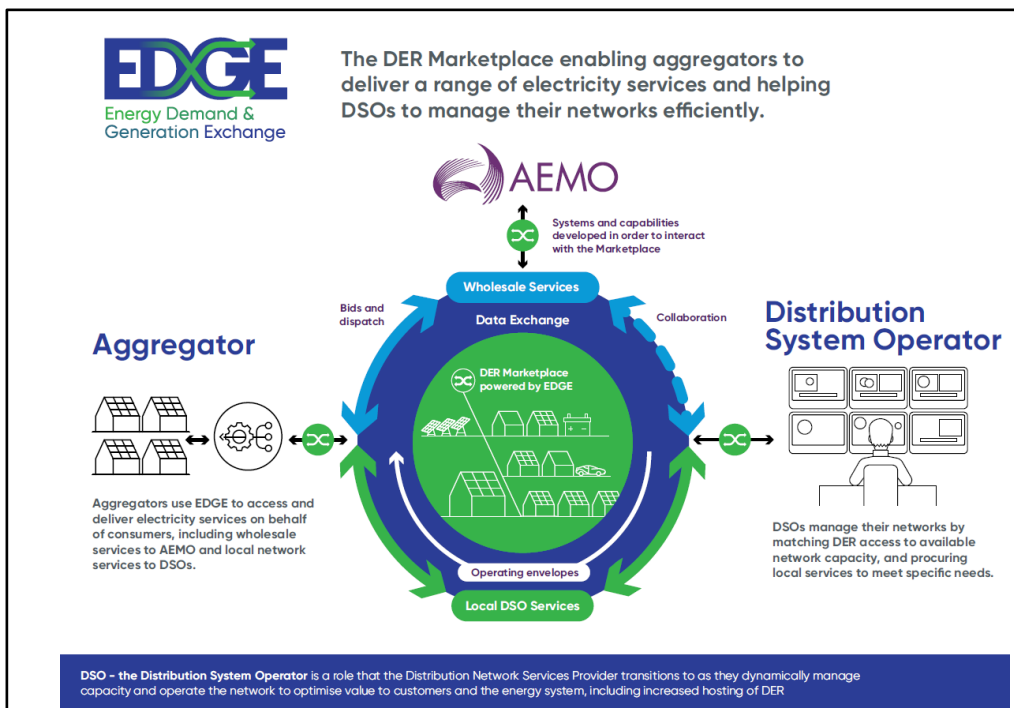 EDGE
Energy Demand &
Generation Exchange
The DER Marketplace enabling aggregators to
deliver a range of electricity services and helping
DSOs to manage their networks efficiently.
AEMO
Systems and capabilities
developed in order to interact
with the Marketplace
Wholesale Services
Bids and
dispatch
Data Exchange
Collaboration
Aggregator
Distribution
System Operator
DER Marketplace
powered by EDGE
Aggregators use EDGE to access and
deliver electricity services on behalf
of consumers, including wholesale
services to AEMO and local network
services to DSOs.
DSOs manage their networks by
matching DER access to available
network capacity, and procuring
local services to meet specific needs.
Operating envelopes
Local DSO Services
DSO – the Distribution System Operator is a role that the Distribution Network Services Provider transitions to as they dynamically manage
capacity and operate the network to optimise value to customers and the energy system, including increased hosting of DER